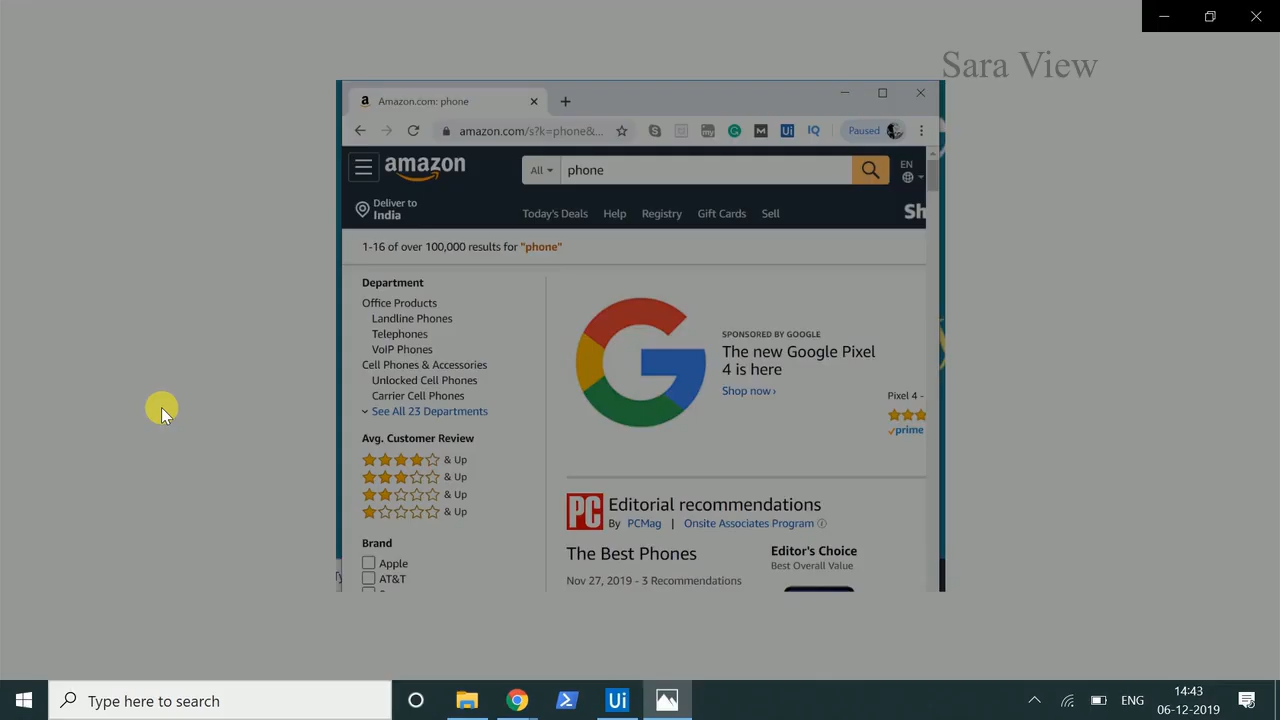 Sara View
Amazon.com: phone
amazon.com/s?k=phone&...
my
M
Ui
IQ
Paused
amazon
All
phone
EN
Deliver to
India
Today's Deals
Help
Registry
Gift Cards
Sell
Sh
1-16 of over 100,000 results for "phone"
Department
Office Products
Landline Phones
Telephones
VoIP Phones
Cell Phones & Accessories
Unlocked Cell Phones
Carrier Cell Phones
See All 23 Departments
Avg. Customer Review
& Up
& Up
& Up
& Up
Brand
Apple
AT&T
SPONSORED BY GOOGLE
The new Google Pixel
4 is here
Shop now ›
Pixel 4 -
prime
PC
Editorial recommendations
By PCMag | Onsite Associates Program
The Best Phones
Nov 27, 2019 - 3 Recommendations
Editor's Choice
Best Overall Value
Type here to search
Ui
ENG
14:43
06-12-2019